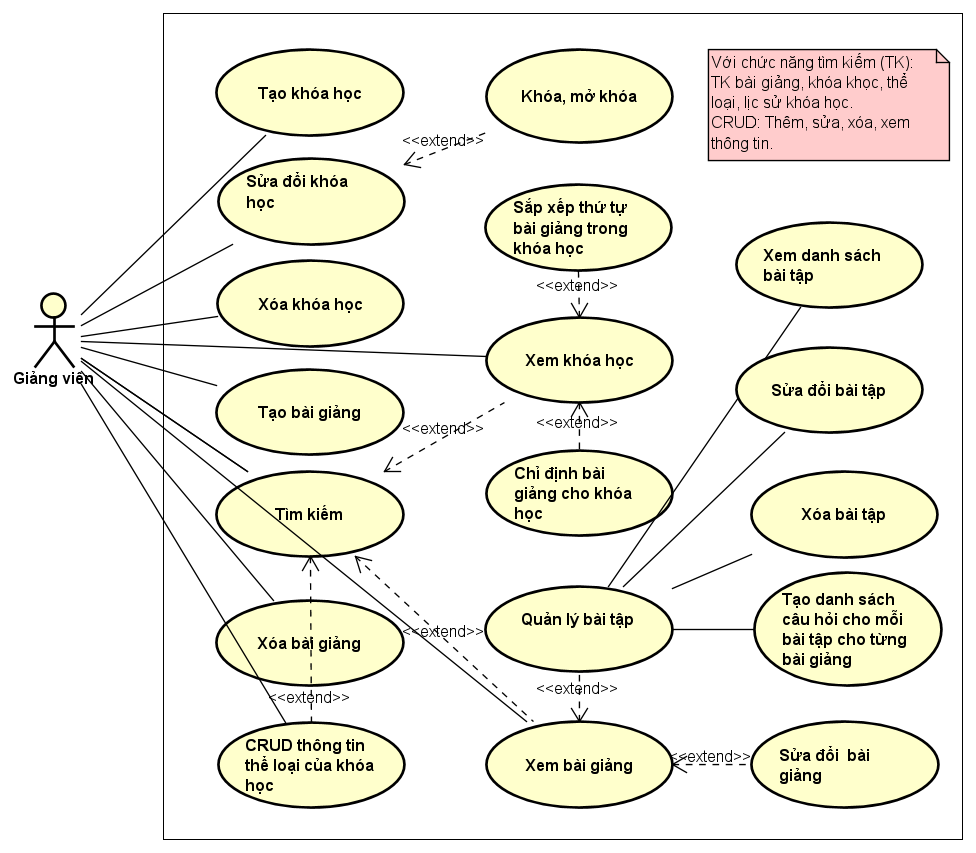 Tạo khóa học
Khóa, mở khóa
Với chức năng tìm kiếm (TK):
TK bài giảng, khóa khọc, thể
loại, lịc sử khóa học.
CRUD: Thêm, sửa, xóa, xem
thông tin.
<<extend>>
Sửa đổi khóa
học
Sắp xếp thứ tự
bài giảng trong
khóa học
Xem danh sách
bài tập
<<extend>>
Xóa khóa học
Giảng viên
Xem khóa học
Sửa đổi bài tập
Tạo bài giảng
<<extend>>
<<extend>>
Chỉ định bài
giảng cho khóa
học
Tìm kiếm
Xóa bài tập
Quản lý bài tập
Tạo danh sách
câu hỏi cho mỗi
bài tập cho từng
bài giảng
<<extend>>
Xóa bài giảng
<<extend>>
<<extend>>
CRUD thông tin
thể loại của khóa
học
Xem bài giảng
<<extend>>
Sửa đổi  bài
giảng